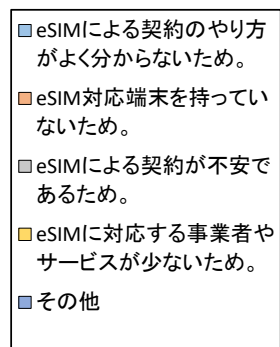 eSIMによる契約のやり方
がよく分からないため。
eSIM対応端末を持ってい
ないため。
eSIMによる契約が不安で
あるため。
eSIMに対応する事業者や
サービスが少ないため。
その他